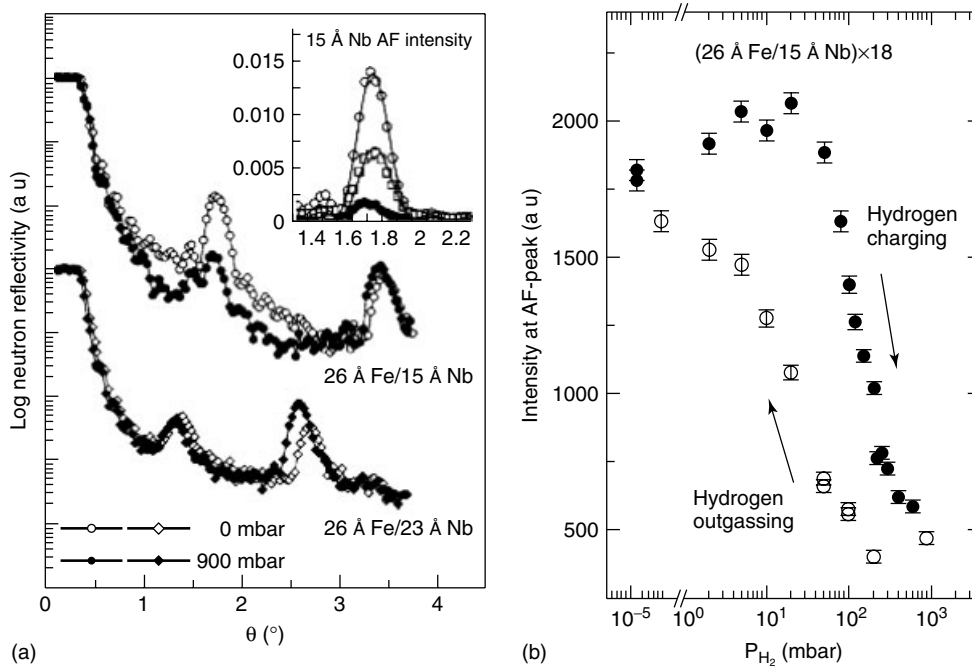 Log neutron reflectivity (a u)
15 Å Nb AF intensity
0.015
0.010
0.005
0
1.4 1.6 1.8 2 2.2
26 Å Fe/15 Å Nb
26 Å Fe/23 Å Nb
0 mbar
900 mbar
0 1 2 3 4
θ (°)
(a)
Intensity at AF-peak (a u)
(26 Å Fe/15 Å Nb)×18
2000
1500
1000
500
Hydrogen
charging
Hydrogen
outgassing
10⁻⁵ 10⁰ 10¹ 10² 10³
P_H₂ (mbar)
(b)